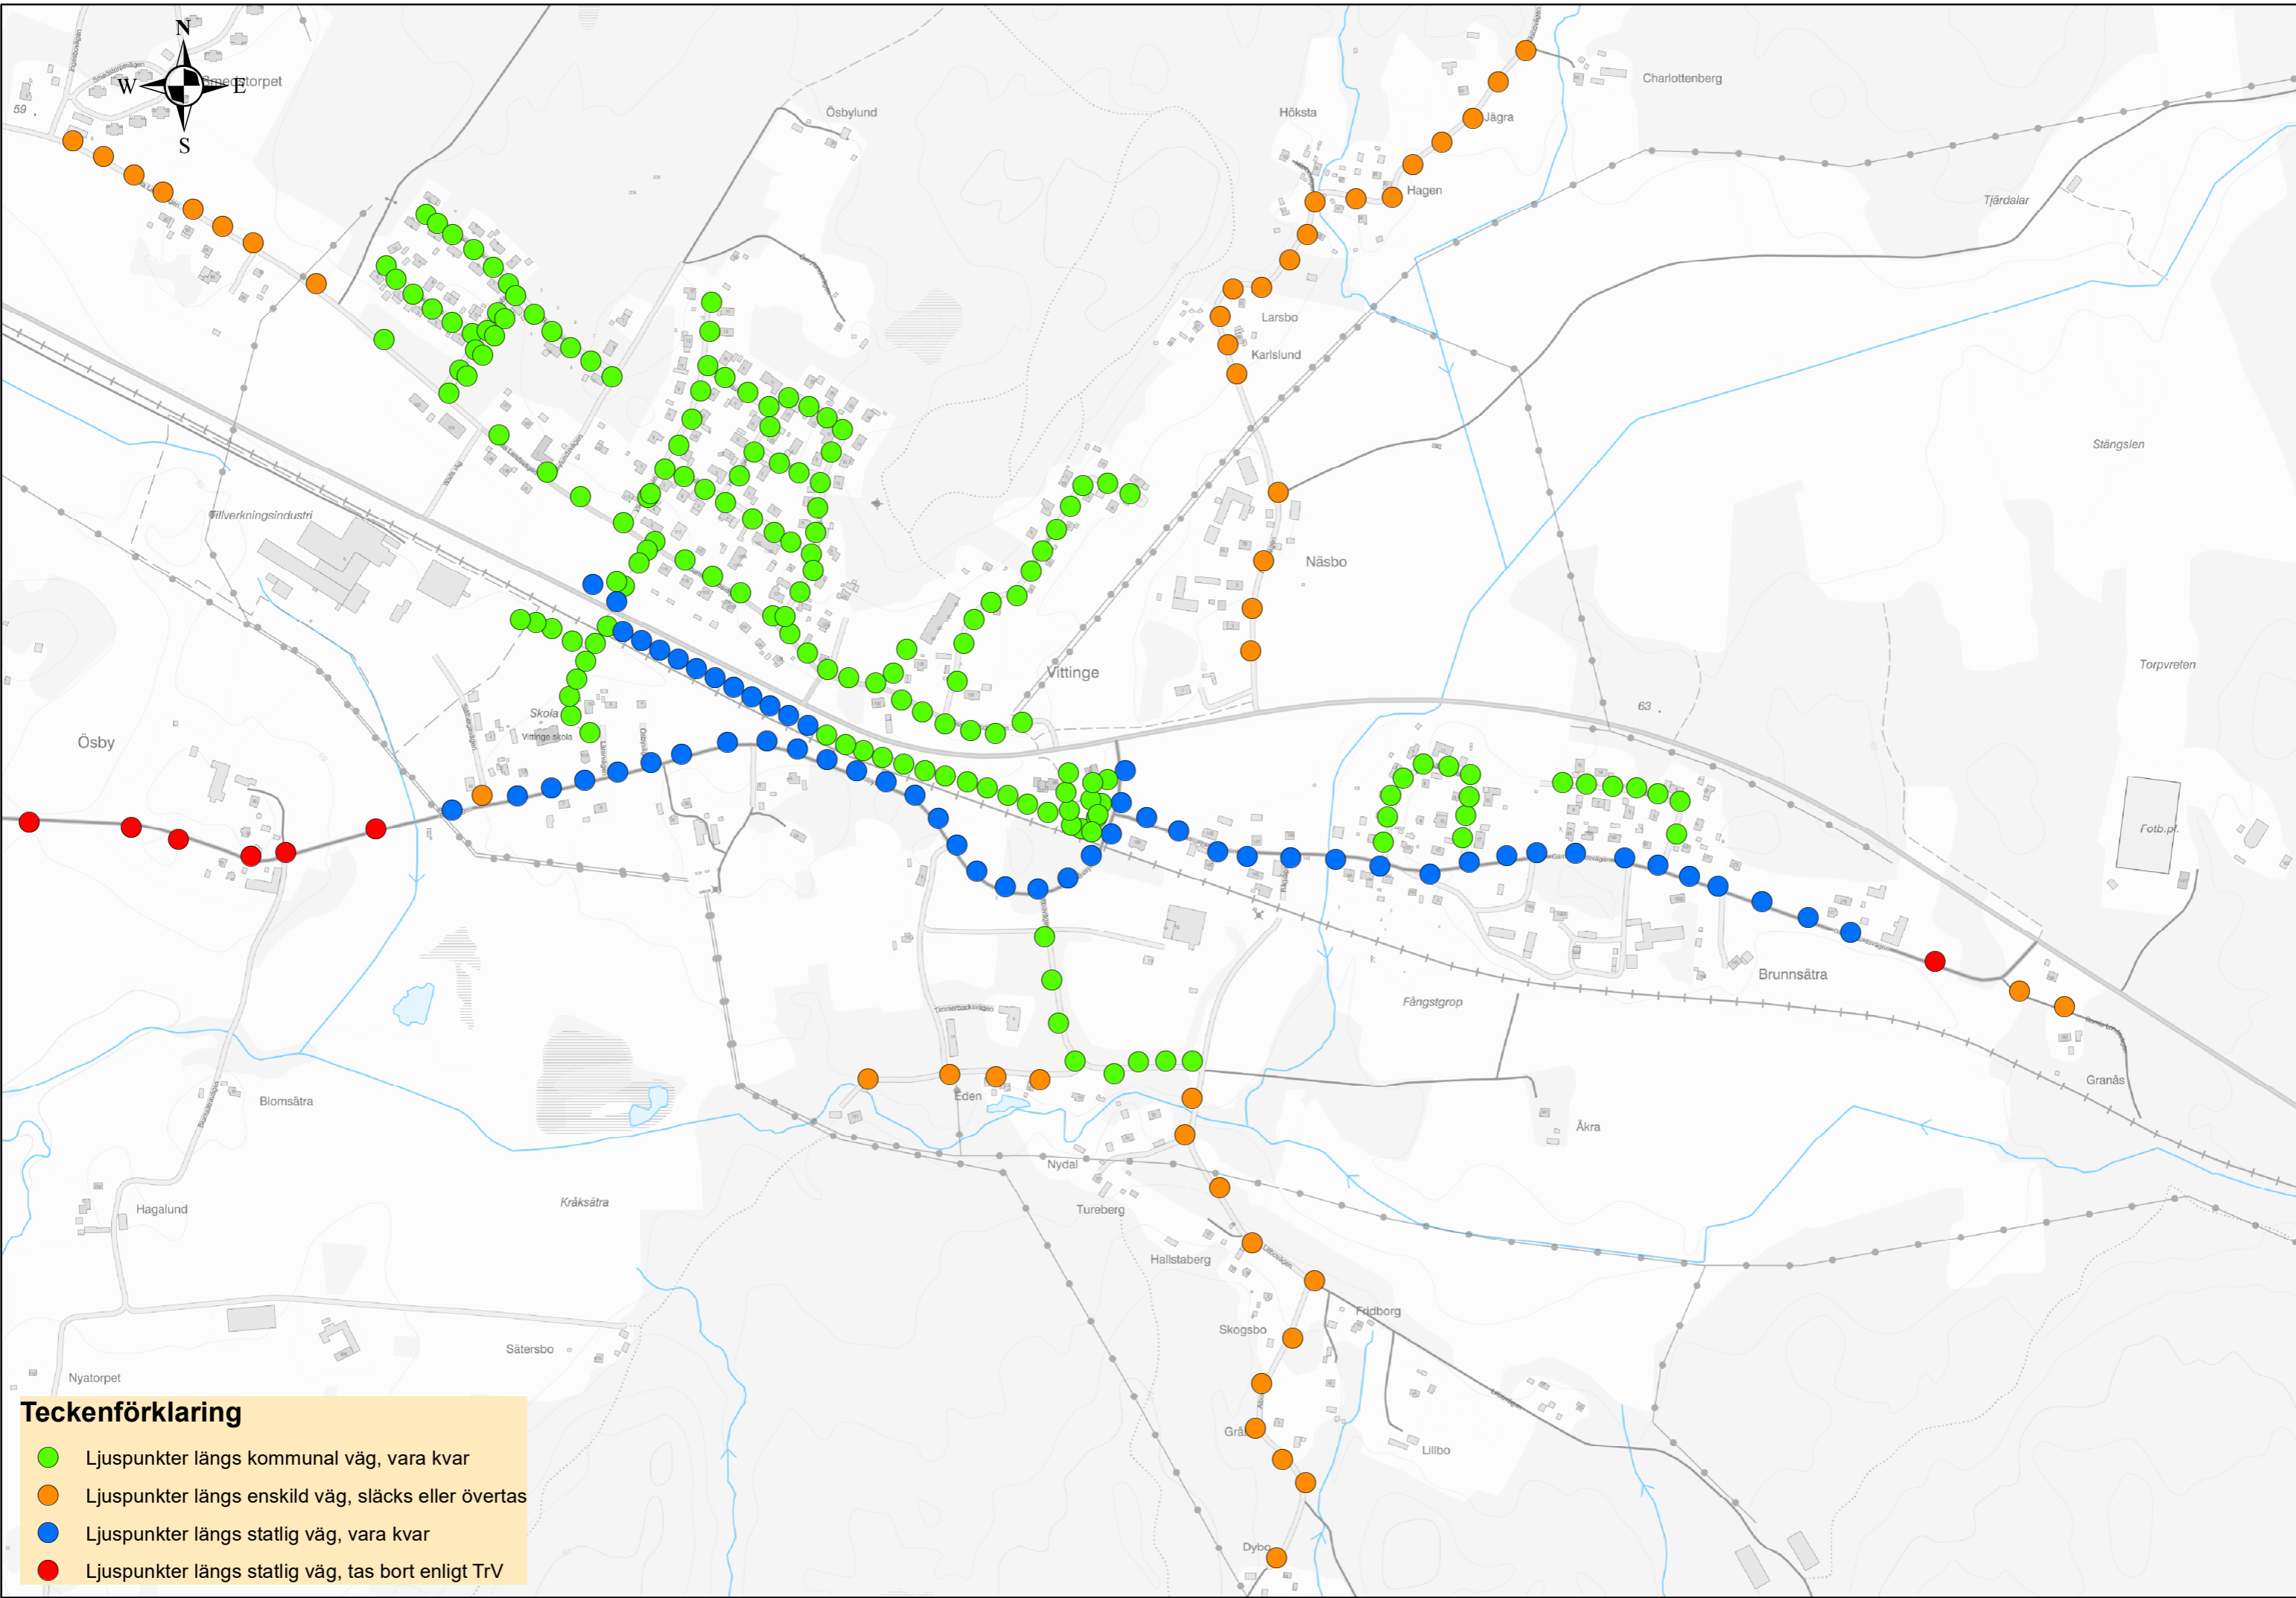 N
W
E
S
Smedstorpet
59
Ösbylund
Höksta
Charlottenberg
Jägra
Hagen
Tjärdalar
Larsbo
Karlslund
Stängslen
Tillverkningsindustri
Näsbo
Vittinge
Torpvreten
63
Skola
Vittinge skola
Ösby
Fotb.pl.
Brunnsätra
Fångstgrop
Granås
Eden
Blomsätra
Åkra
Nydal
Kråksätra
Hagalund
Tureberg
Hallstaberg
Fridborg
Skogsbo
Sätersbo
Nyatorpet
Lillbo
Dybo
Teckenförklaring
Ljuspunkter längs kommunal väg, vara kvar
Ljuspunkter längs enskild väg, släcks eller övertas
Ljuspunkter längs statlig väg, vara kvar
Ljuspunkter längs statlig väg, tas bort enligt TrV